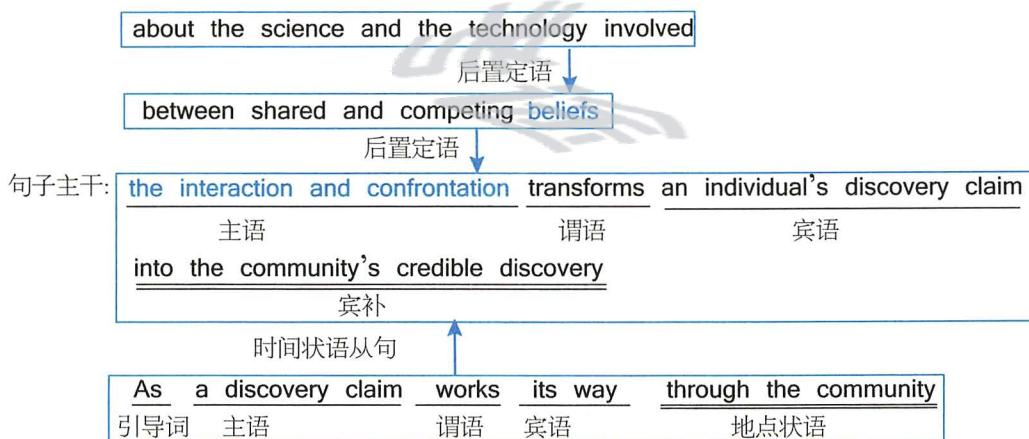 about the science and the technology involved
后置定语
between shared and competing beliefs
后置定语
句子主干: the interaction and confrontation transforms an individual's discovery claim
主语 谓语 宾语
into the community's credible discovery
宾补
时间状语从句
As a discovery claim works its way through the community
引导词 主语 谓语 宾语 地点状语